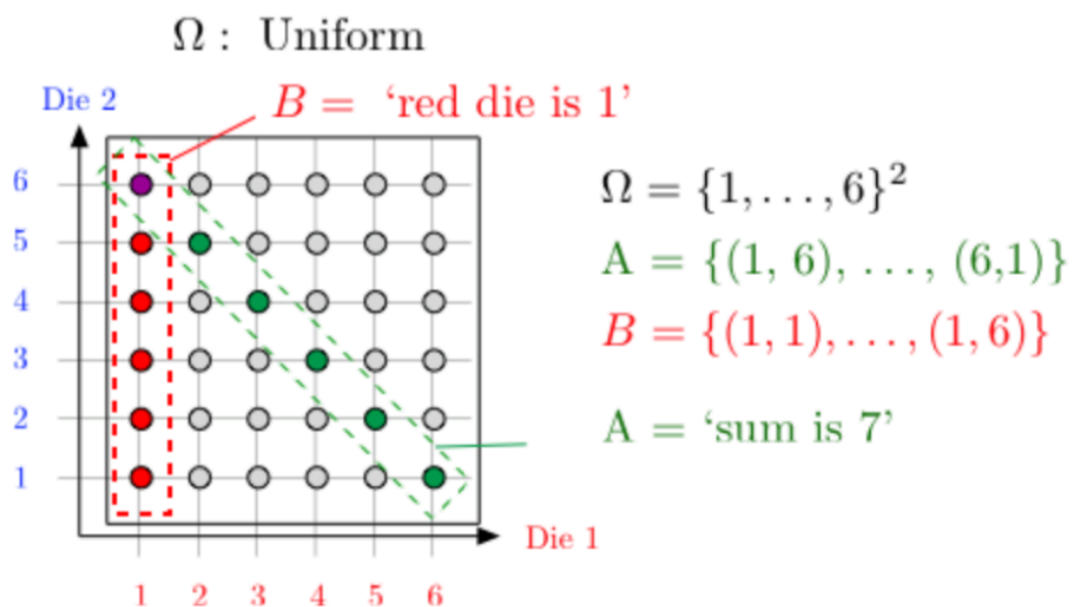 Ω : Uniform
B = ‘red die is 1’
Die 2
6
5
4
3
2
1
1 2 3 4 5 6
Die 1
Ω = {1, . . . , 6}²
A = {(1, 6), . . . , (6,1)}
B = {(1, 1), . . . , (1, 6)}
A = ‘sum is 7’